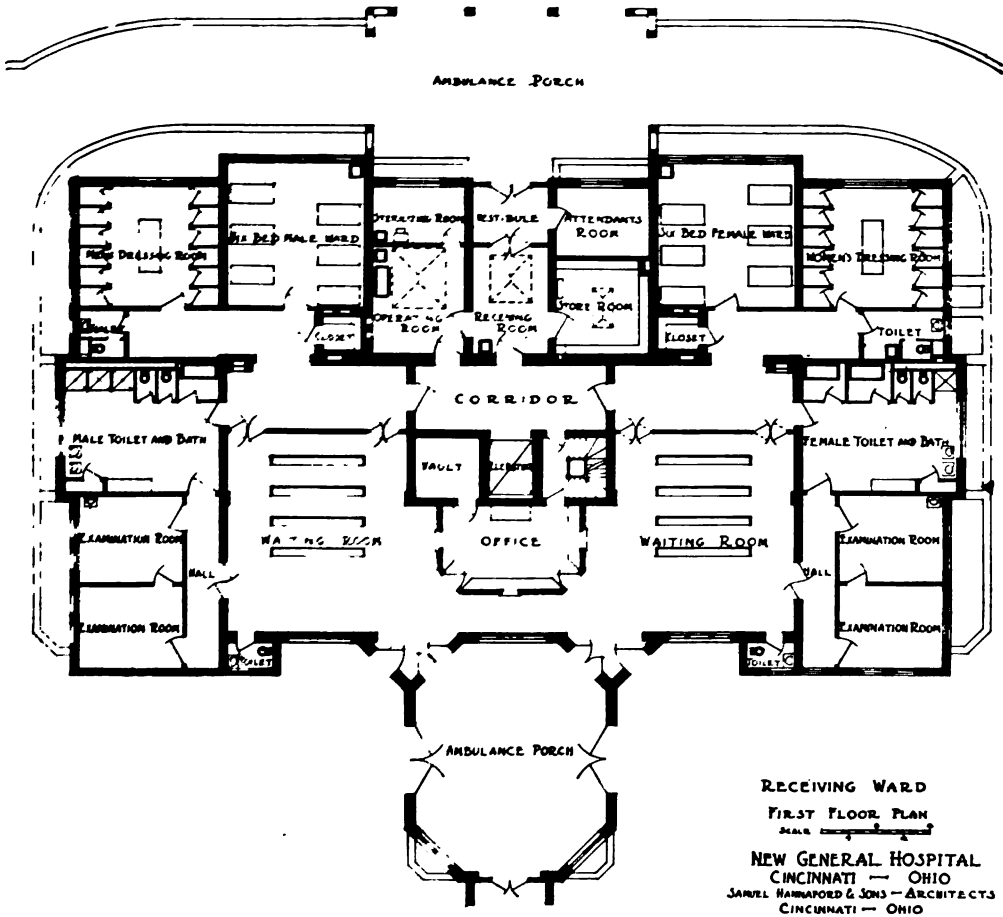 AMBULANCE PORCH
OPERATING ROOM
VESTIBULE
ATTENDANTS
ROOM
MEN'S DRESSING ROOM
SIX BED MALE WARD
SIX BED FEMALE WARD
WOMEN'S DRESSING ROOM
STORE ROOM
OPERATING
ROOM
RECEIVING
ROOM
TOILET
CLOSET
CLOSET
TOILET
CORRIDOR
MALE TOILET AND BATH
FEMALE TOILET AND BATH
VAULT
ELEVATOR
EXAMINATION ROOM
WAITING ROOM
OFFICE
WAITING ROOM
EXAMINATION ROOM
HALL
HALL
EXAMINATION ROOM
EXAMINATION ROOM
TOILET
TOILET
AMBULANCE PORCH
RECEIVING WARD
FIRST FLOOR PLAN
SCALE
NEW GENERAL HOSPITAL
CINCINNATI — OHIO
SAMUEL HANNAFORD & SONS — ARCHITECTS
CINCINNATI — OHIO